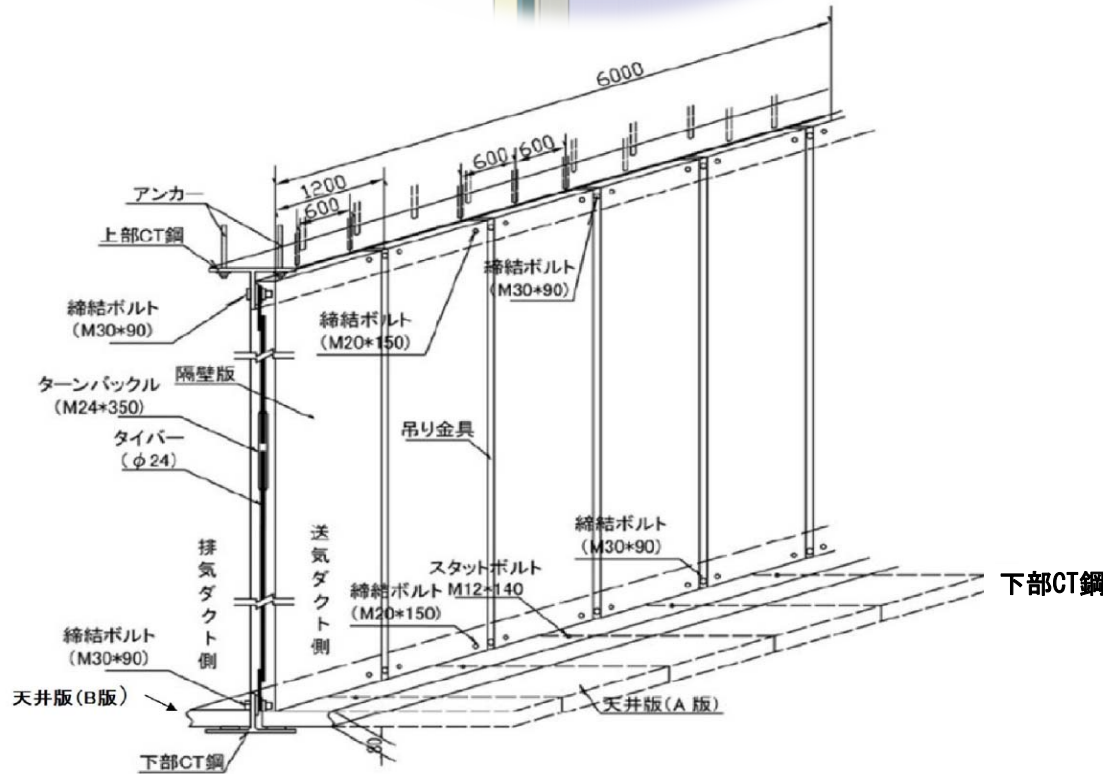 6000
600
600
1200
600
アンカー
上部CT鋼
締結ボルト
(M30*90)
締結ボルト
(M30*90)
締結ボルト
(M20*150)
隔壁版
ターンバックル
(M24*350)
タイバー
(φ24)
吊り金具
排気ダクト側
送気ダクト側
締結ボルト
(M30*90)
スタットボルト
M12*140
締結ボルト
(M20*150)
下部CT鋼
締結ボルト
(M30*90)
天井版(B版)
天井版(A版)
80
下部CT鋼